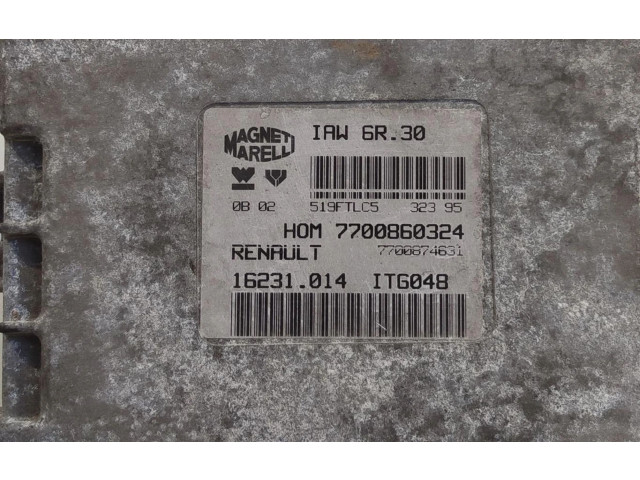 MAGNETI
MARELLI
IAW 6R.30
0B 02 519FTLC5 323 95
HOM 7700860324
RENAULT 7700874631
16231.014 ITG048